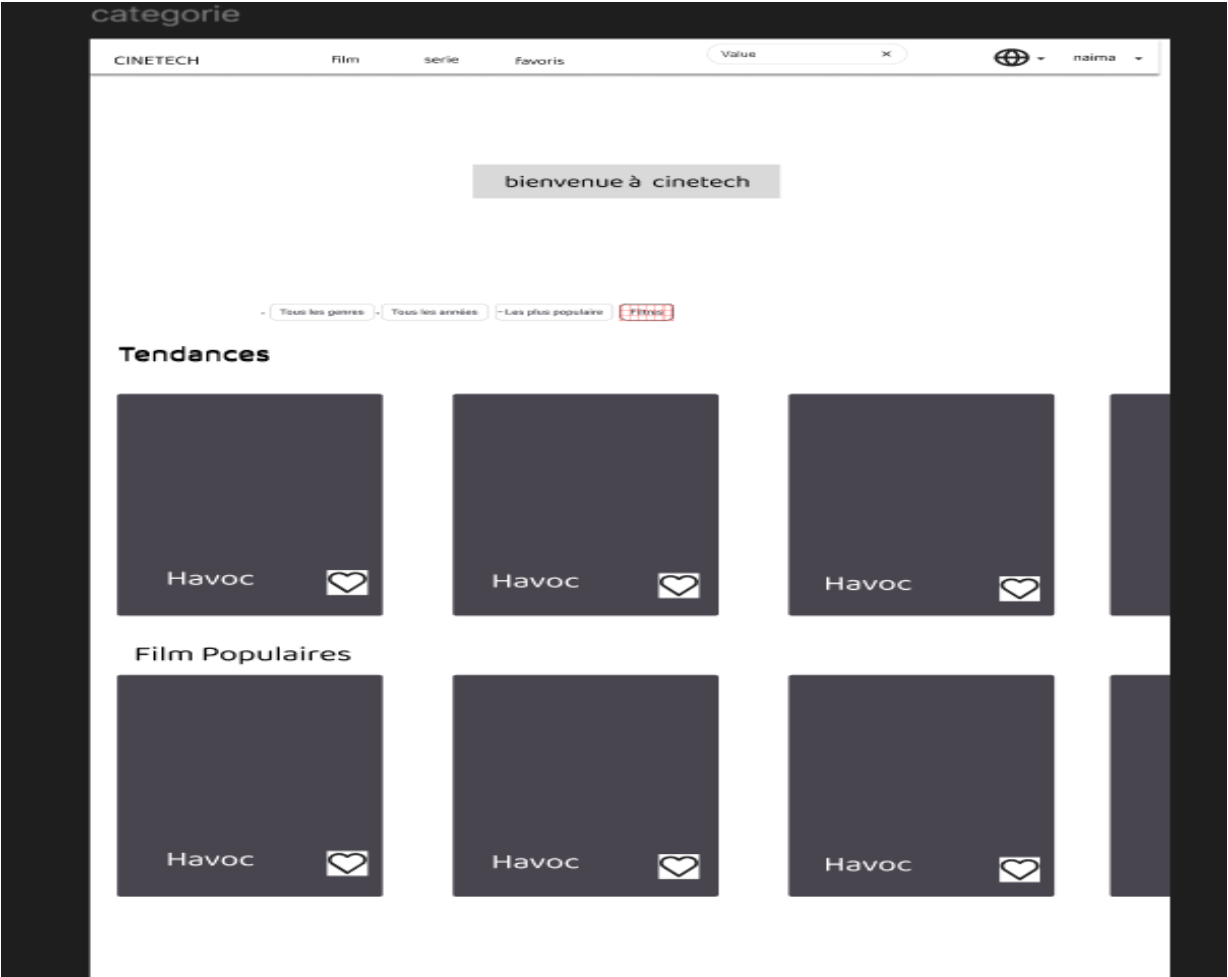 categorie
CINETECH Film serie Favoris Value × naima
bienvenue à cinetech
Tous les genres Tous les années Les plus populaire Filtres
Tendances
Havoc Havoc Havoc
Film Populaires
Havoc Havoc Havoc